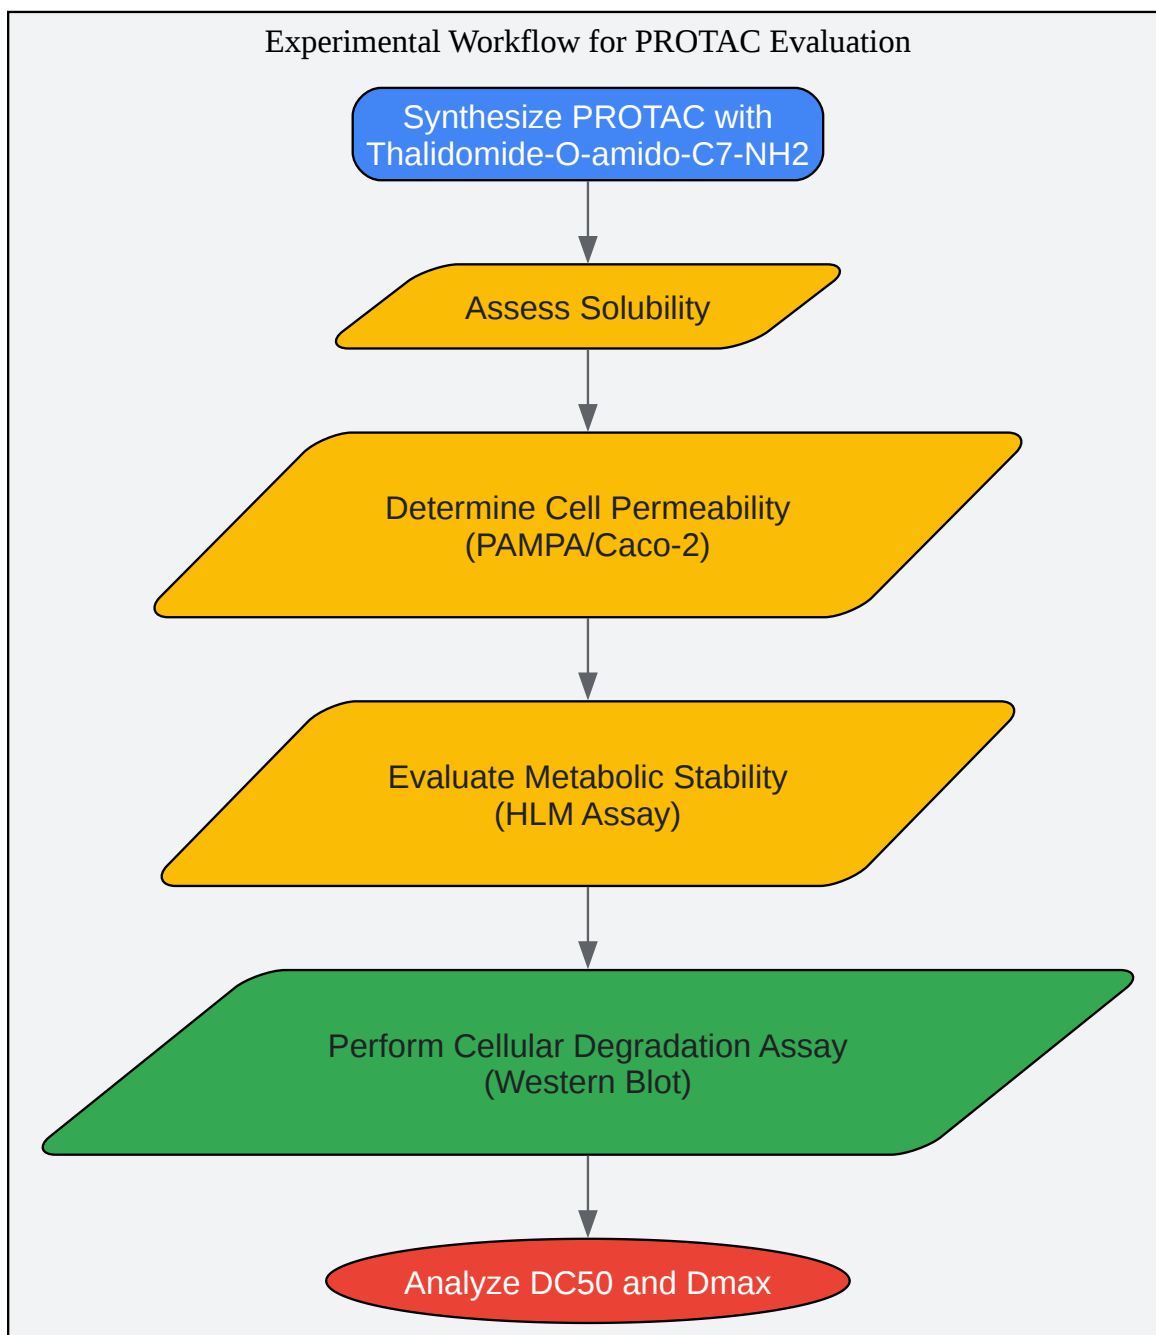 Experimental Workflow for PROTAC Evaluation
Synthesize PROTAC with
Thalidomide-O-amido-C7-NH2
Assess Solubility
Determine Cell Permeability
(PAMPA/Caco-2)
Evaluate Metabolic Stability
(HLM Assay)
Perform Cellular Degradation Assay
(Western Blot)
Analyze DC50 and Dmax